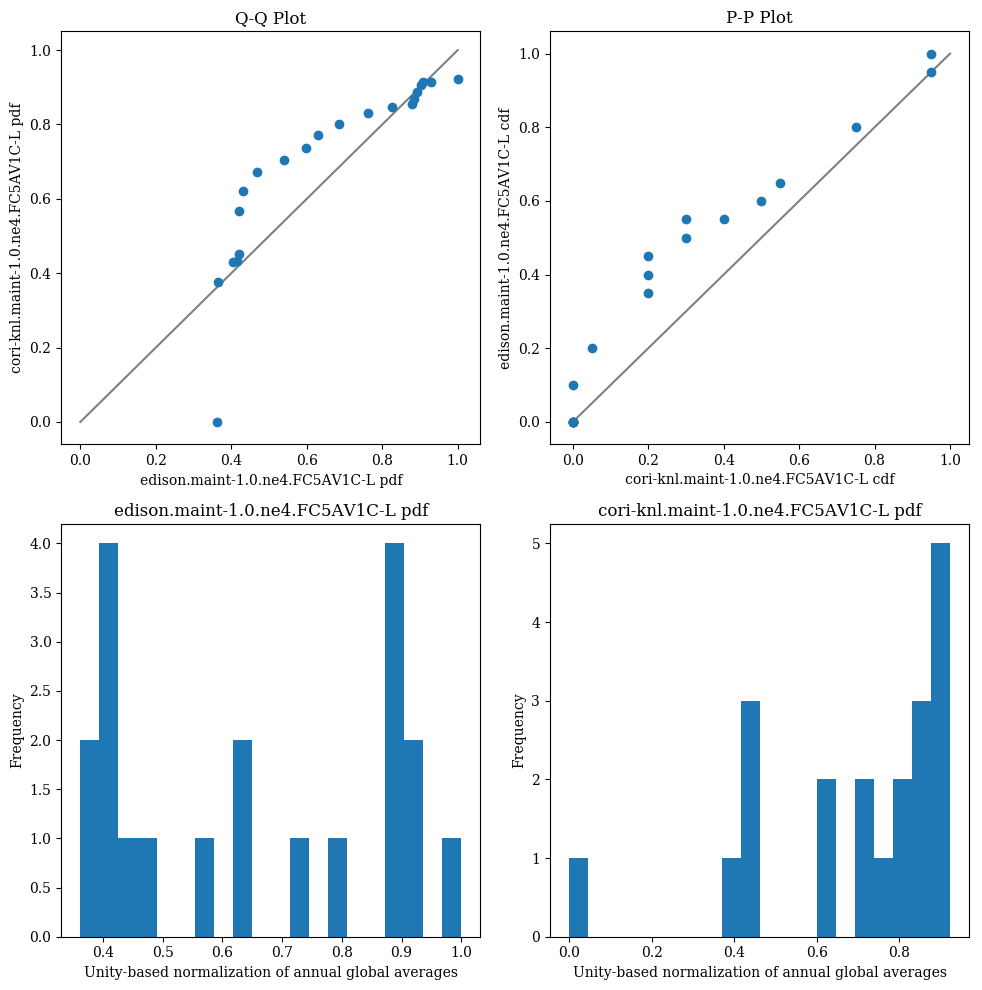 Q-Q Plot
1.0
0.8
0.6
0.4
0.2
0.0
cori-knl.maint-1.0.ne4.FC5AV1C-L pdf
0.0 0.2 0.4 0.6 0.8 1.0
edison.maint-1.0.ne4.FC5AV1C-L pdf
P-P Plot
1.0
0.8
0.6
0.4
0.2
0.0
edison.maint-1.0.ne4.FC5AV1C-L cdf
0.0 0.2 0.4 0.6 0.8 1.0
cori-knl.maint-1.0.ne4.FC5AV1C-L cdf
edison.maint-1.0.ne4.FC5AV1C-L pdf
4.0
3.5
3.0
2.5
2.0
1.5
1.0
0.5
0.0
Frequency
0.4 0.5 0.6 0.7 0.8 0.9 1.0
Unity-based normalization of annual global averages
cori-knl.maint-1.0.ne4.FC5AV1C-L pdf
5
4
3
2
1
0
Frequency
0.0 0.2 0.4 0.6 0.8
Unity-based normalization of annual global averages